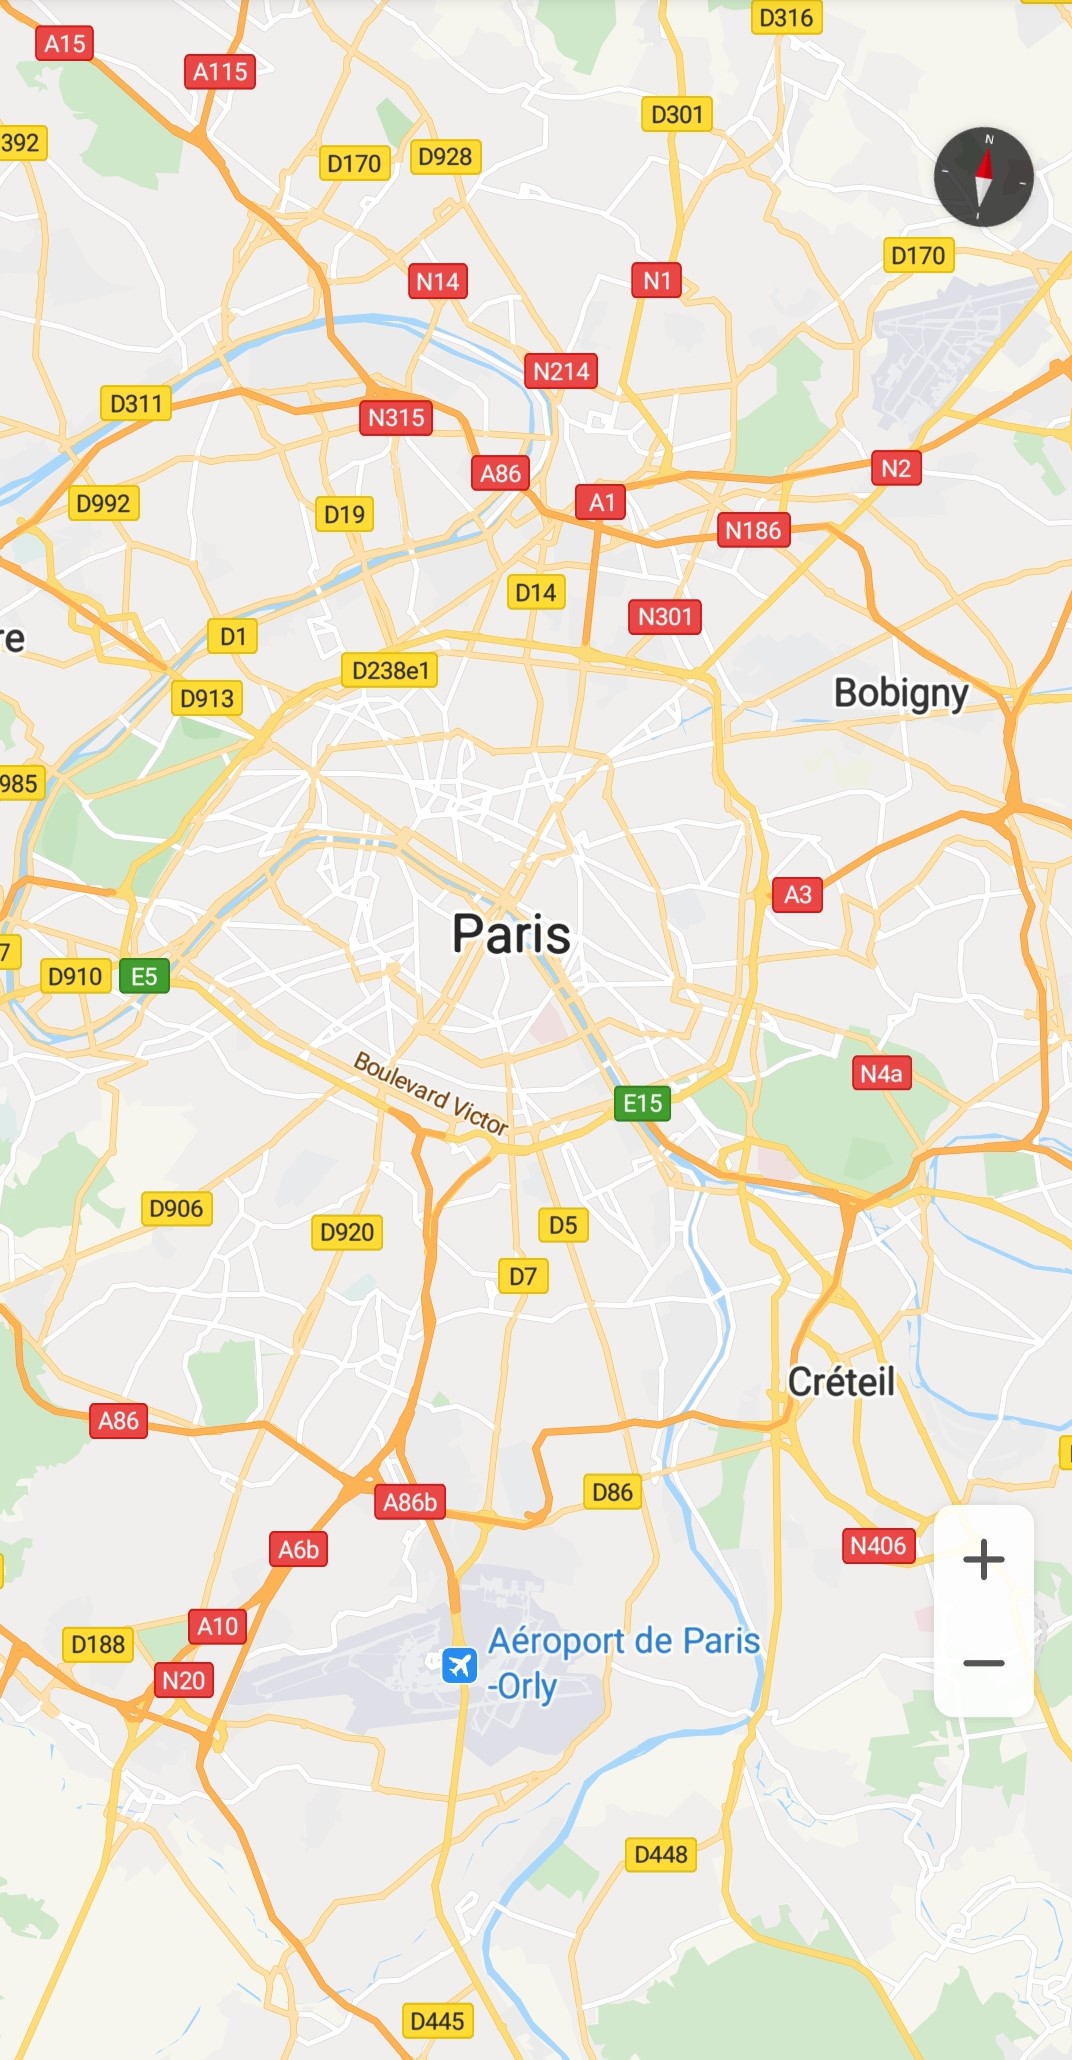 D316
A15
A115
D301
392
D170
D928
N
D170
N14
N1
N214
D311
N315
N2
A86
A1
D992
D19
N186
D14
N301
D1
re
D238e1
Bobigny
D913
985
A3
Paris
7
D910
E5
Boulevard Victor
N4a
E15
D906
D920
D5
D7
Créteil
A86
D86
A86b
N406
A6b
+
A10
Aéroport de Paris
-Orly
D188
−
N20
D448
D445